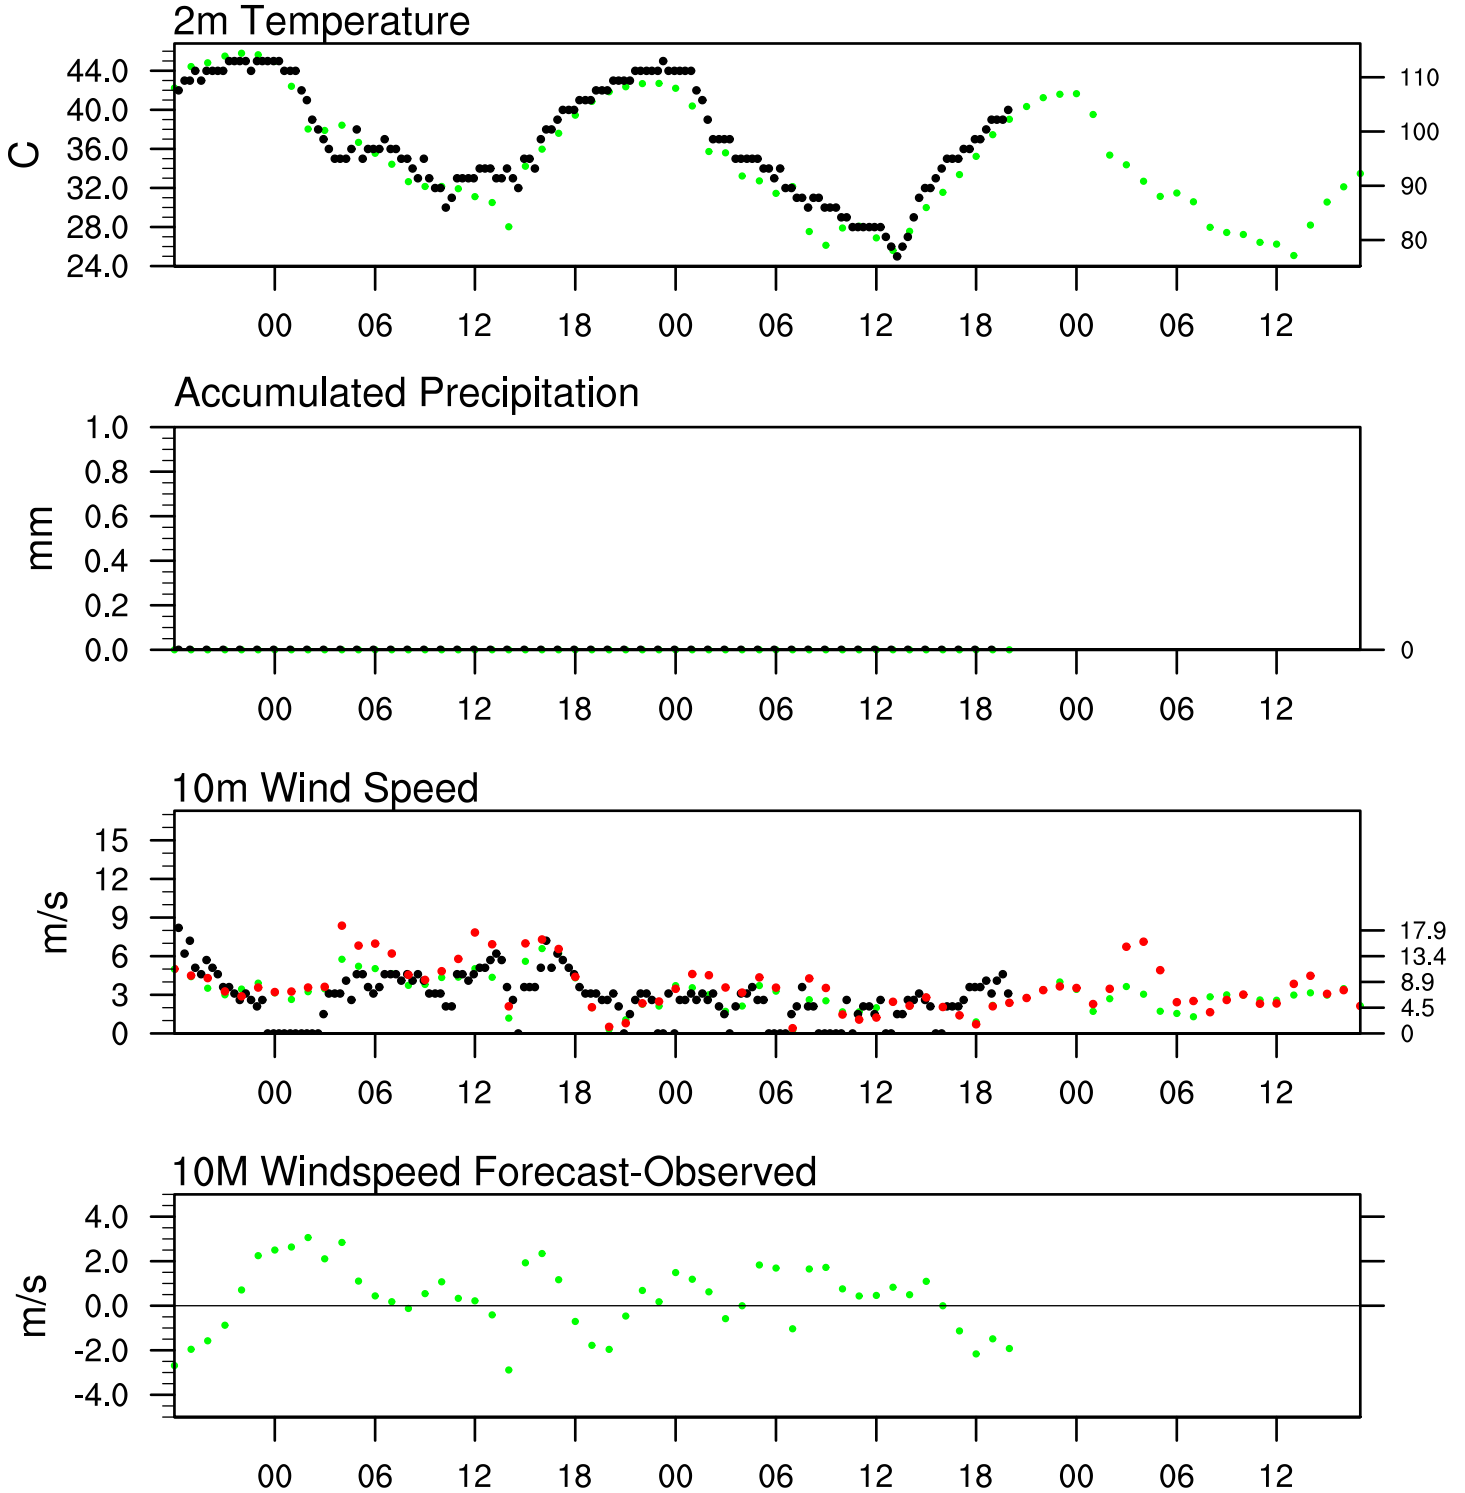 2m Temperature
44.0
40.0
36.0
32.0
28.0
24.0
C
110
100
90
80
00 06 12 18 00 06 12 18 00 06 12
Accumulated Precipitation
1.0
0.8
0.6
0.4
0.2
0.0
mm
0
00 06 12 18 00 06 12 18 00 06 12
10m Wind Speed
15
12
9
6
3
0
m/s
17.9
13.4
8.9
4.5
0
00 06 12 18 00 06 12 18 00 06 12
10M Windspeed Forecast-Observed
4.0
2.0
0.0
-2.0
-4.0
m/s
00 06 12 18 00 06 12 18 00 06 12